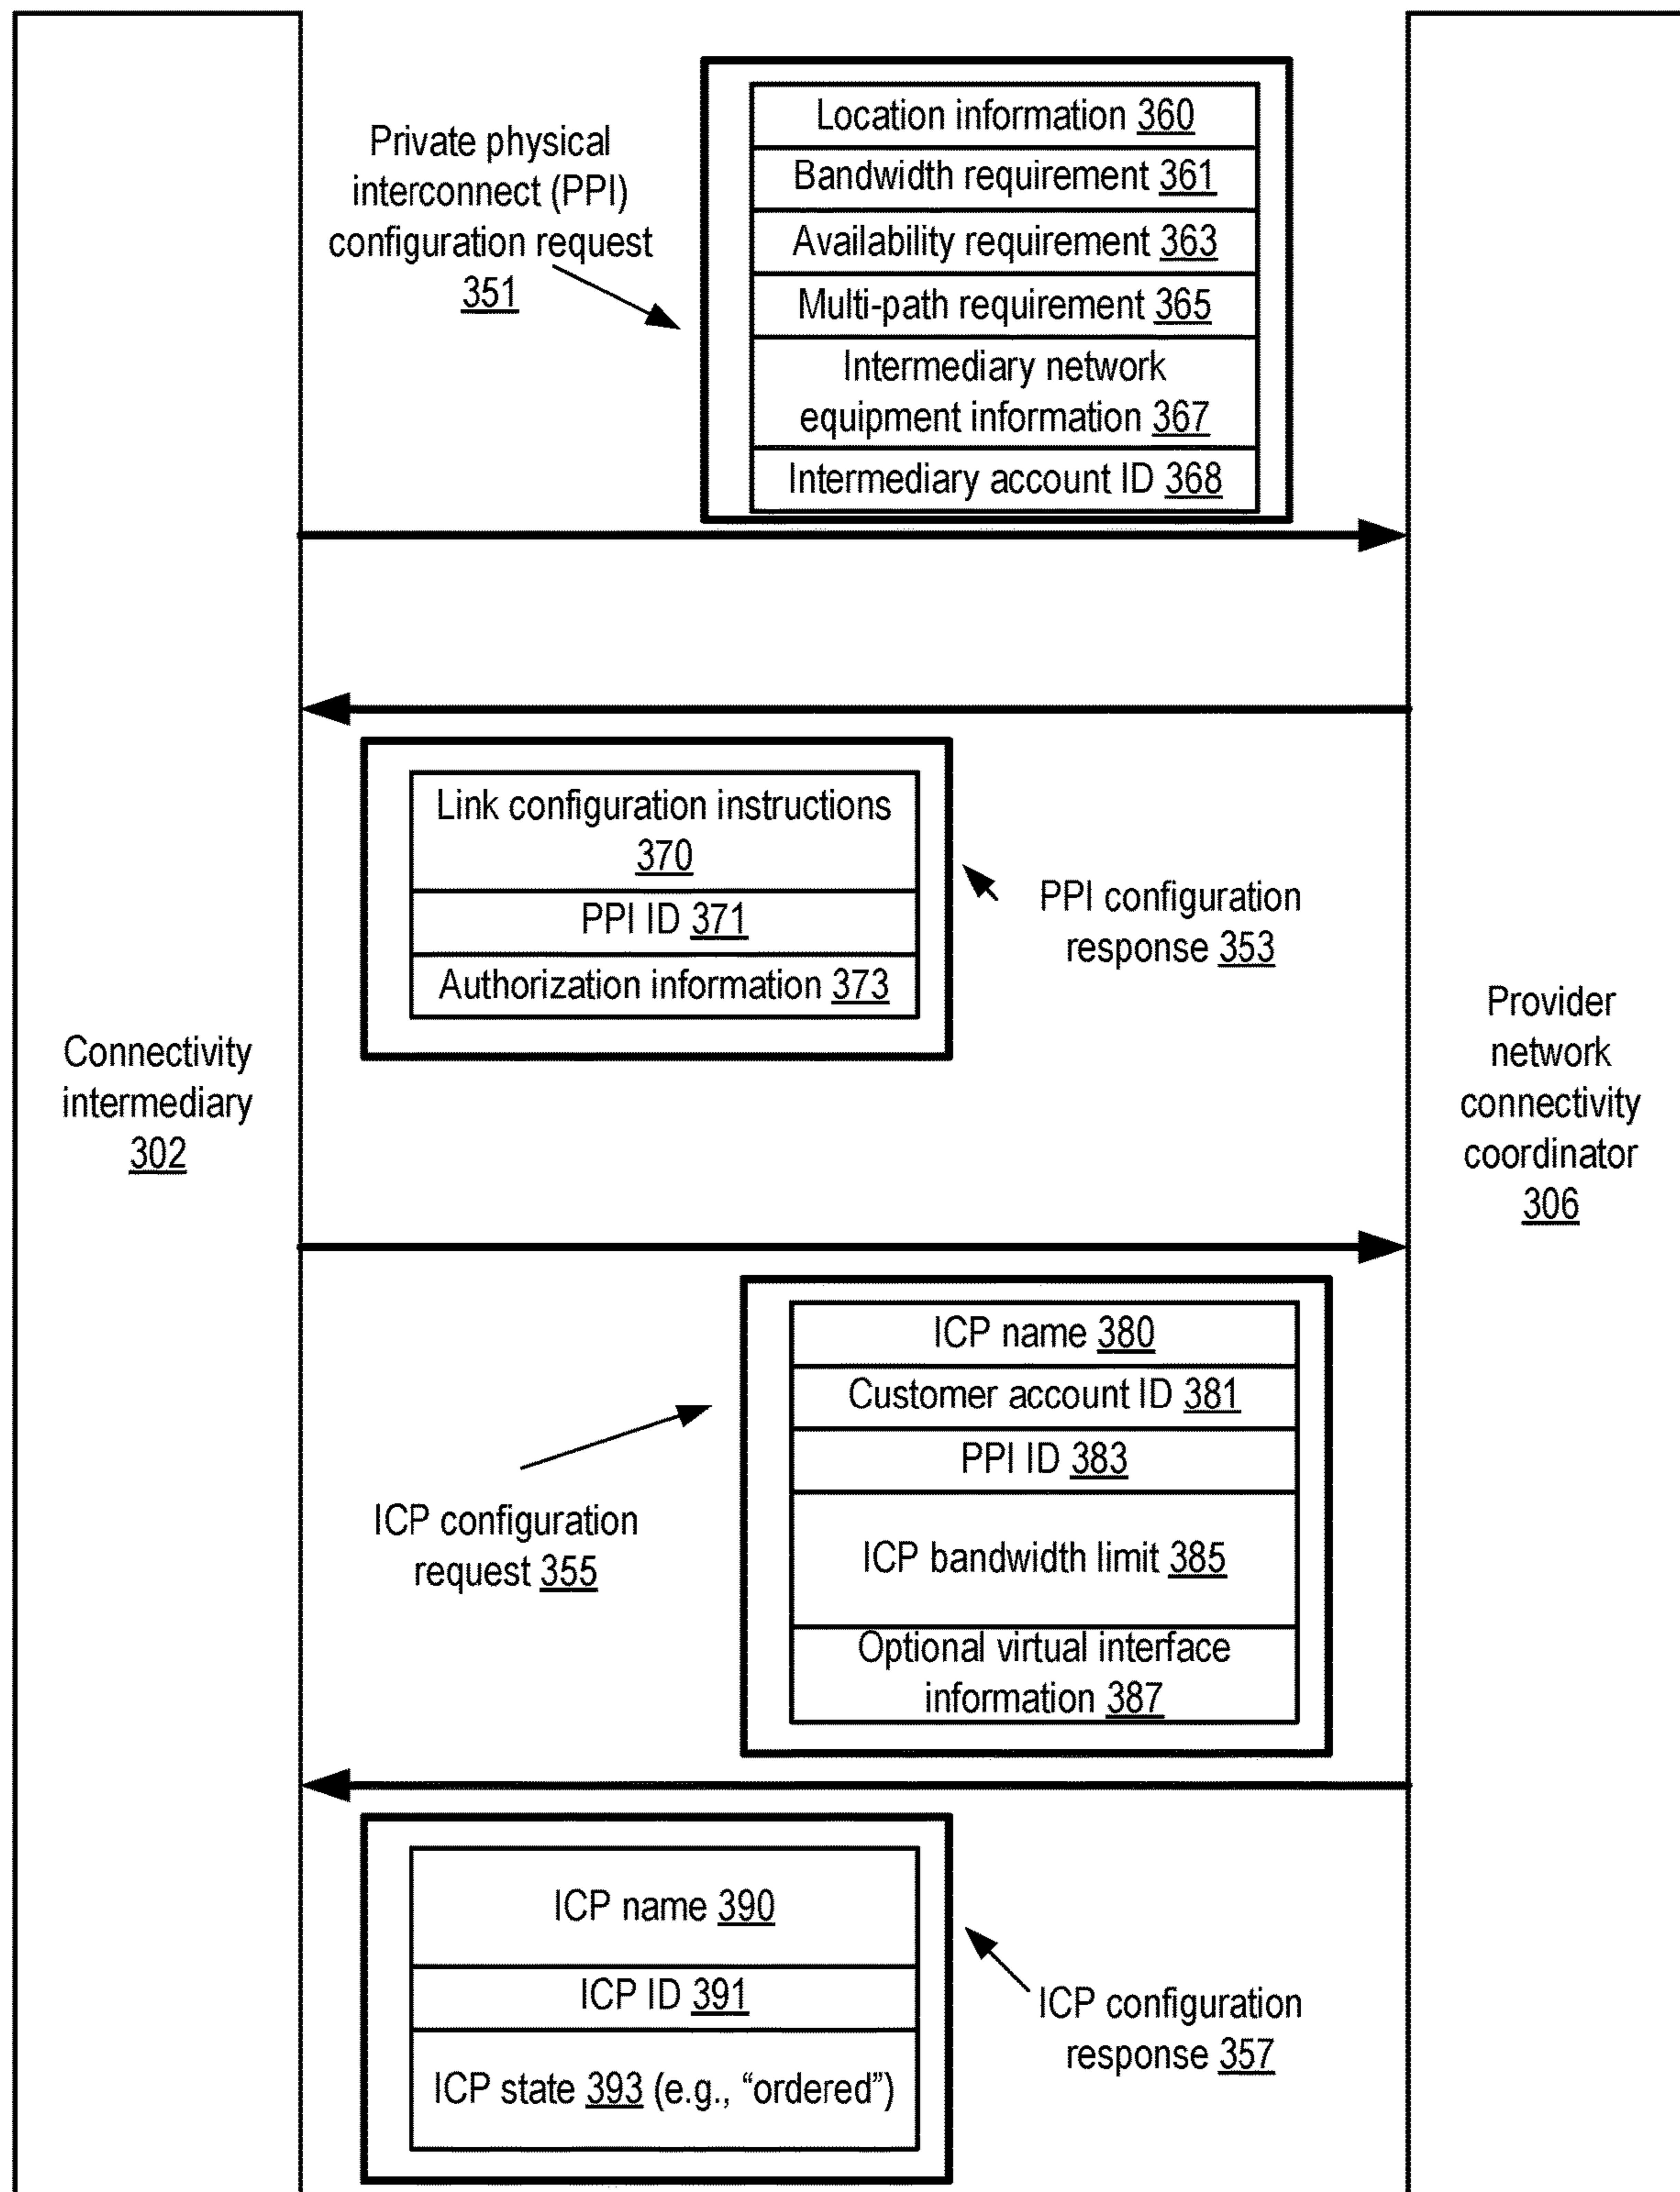 Private physical
interconnect (PPI)
configuration request
351
Location information 360
Bandwidth requirement 361
Availability requirement 363
Multi-path requirement 365
Intermediary network
equipment information 367
Intermediary account ID 368
Link configuration instructions
370
PPI ID 371
Authorization information 373
PPI configuration
response 353
Connectivity
intermediary
302
Provider
network
connectivity
coordinator
306
ICP configuration
request 355
ICP name 380
Customer account ID 381
PPI ID 383
ICP bandwidth limit 385
Optional virtual interface
information 387
ICP name 390
ICP ID 391
ICP state 393 (e.g., “ordered”)
ICP configuration
response 357